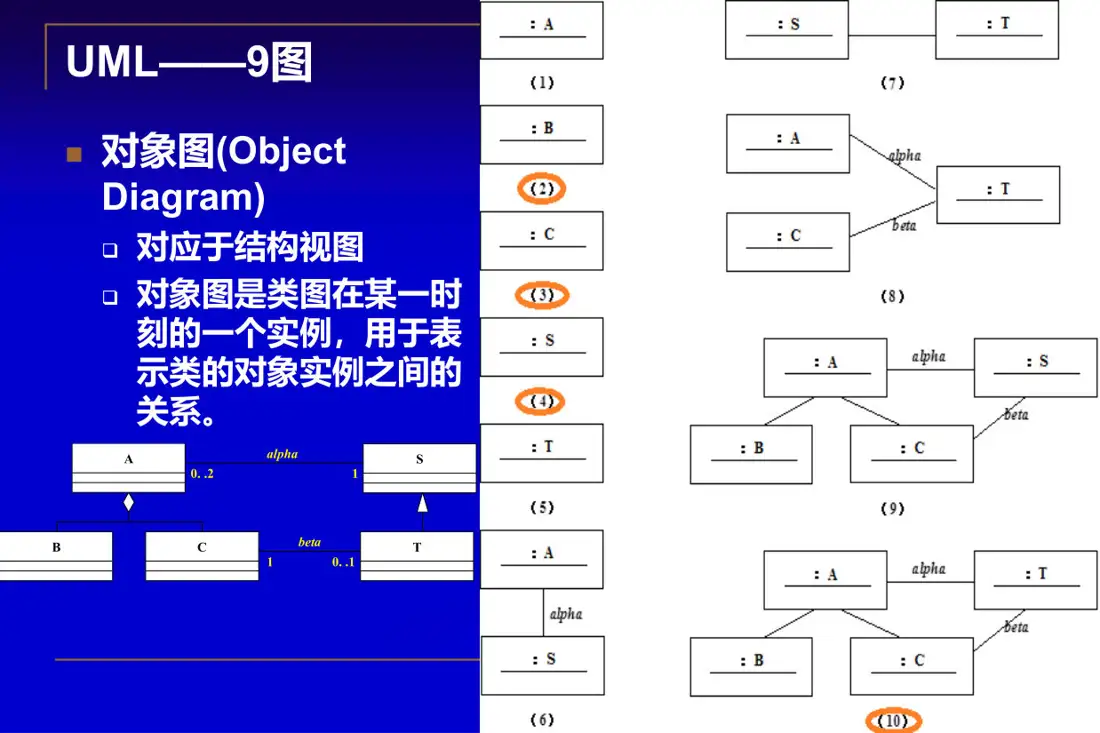 UML——9图
对象图(Object
Diagram)
对应于结构视图
对象图是类图在某一时
刻的一个实例，用于表
示类的对象实例之间的
关系。
A
alpha
S
0. .2
1
B
C
beta
T
1
0. .1
: A
(1)
: B
(2)
: C
(3)
: S
(4)
: T
(5)
: A
alpha
: S
(6)
: S
: T
(7)
: A
alpha
: T
: C
beta
(8)
: A
alpha
: S
beta
: B
: C
(9)
: A
alpha
: T
beta
: B
: C
(10)